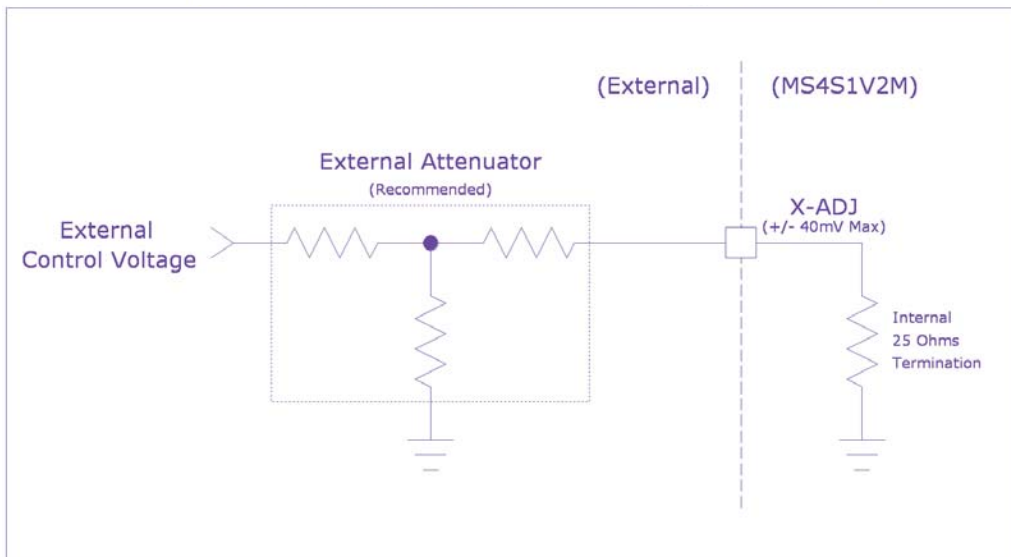 (External)
(MS4S1V2M)
External Attenuator
(Recommended)
External
Control Voltage
X-ADJ
(+/- 40mV Max)
Internal
25 Ohms
Termination